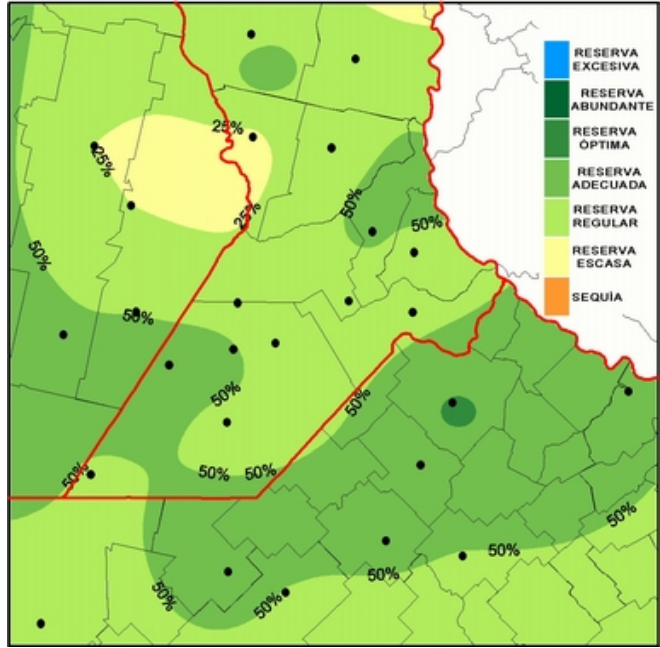 RESERVA
EXCESIVA
RESERVA
ABUNDANTE
RESERVA
ÓPTIMA
RESERVA
ADECUADA
RESERVA
REGULAR
RESERVA
ESCASA
SEQUÌA
25%
25%
50%
50%
25%
50%
50%
50%
50%
50%
50%
50%
50%
50%
50%
50%
50%